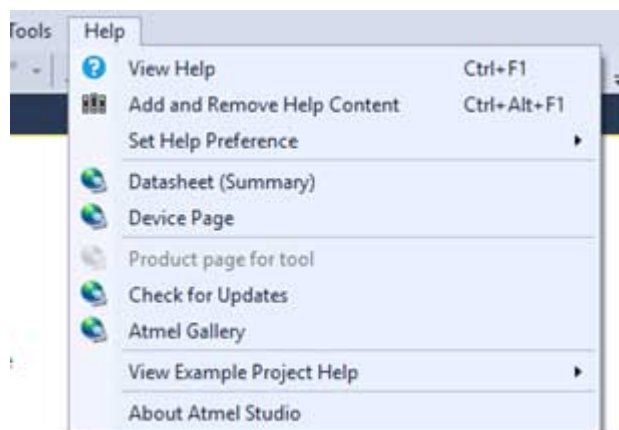 Tools Help
View Help Ctrl+F1
Add and Remove Help Content Ctrl+Alt+F1
Set Help Preference
Datasheet (Summary)
Device Page
Product page for tool
Check for Updates
Atmel Gallery
View Example Project Help
About Atmel Studio